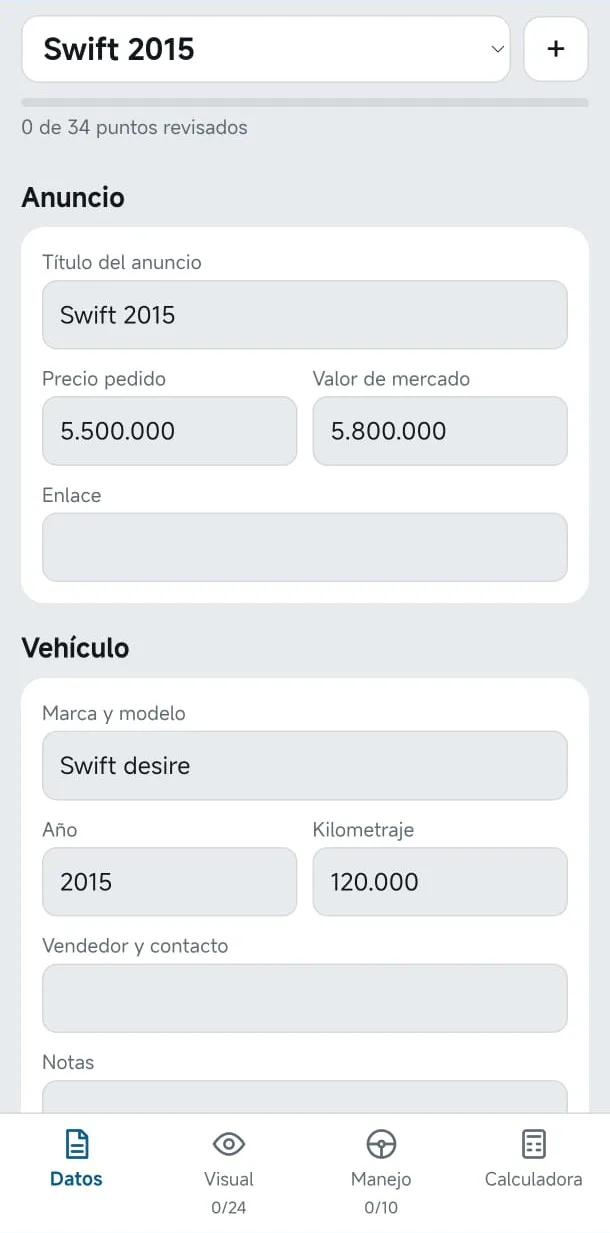 Swift 2015
+
0 de 34 puntos revisados
Anuncio
Título del anuncio
Swift 2015
Precio pedido Valor de mercado
5.500.000 5.800.000
Enlace
Vehículo
Marca y modelo
Swift desire
Año Kilometraje
2015 120.000
Vendedor y contacto
Notas
Datos Visual Manejo Calculadora
0/24 0/10